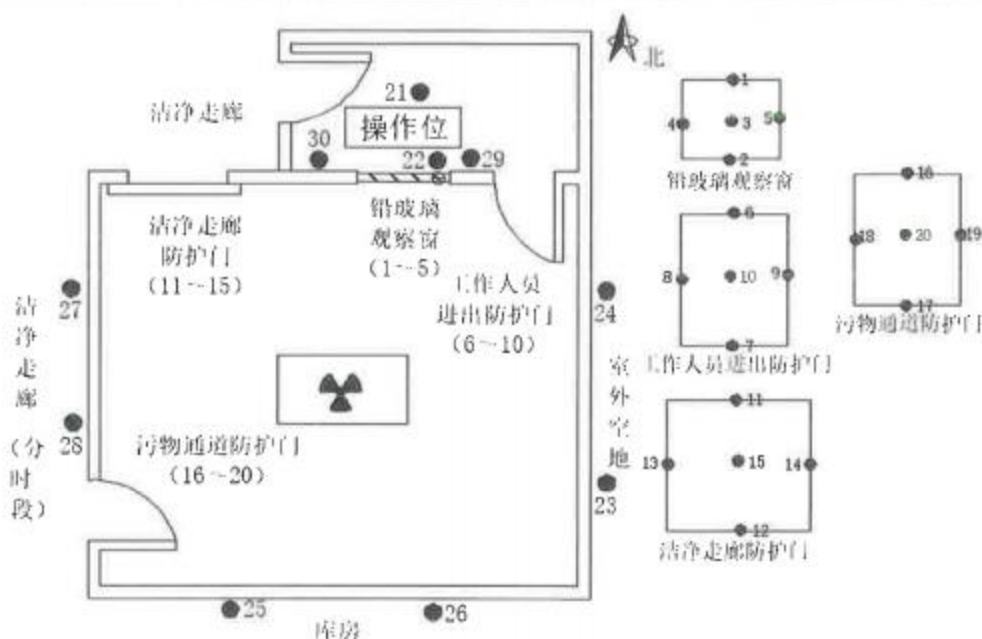 北
洁净走廊
21
操作位
30
22
29
铅玻璃
观察窗
(1~5)
洁净走廊
防护门
(11~15)
工作人员
进出防护门
(6~10)
27
28
洁净走廊(分时段)
24
23
室外空地
污物通道防护门
(16~20)
25
26
库房
1
4
3
5
2
铅玻璃观察窗
6
8
10
9
7
工作人员进出防护门
16
18
20
19
17
污物通道防护门
11
13
15
14
12
洁净走廊防护门